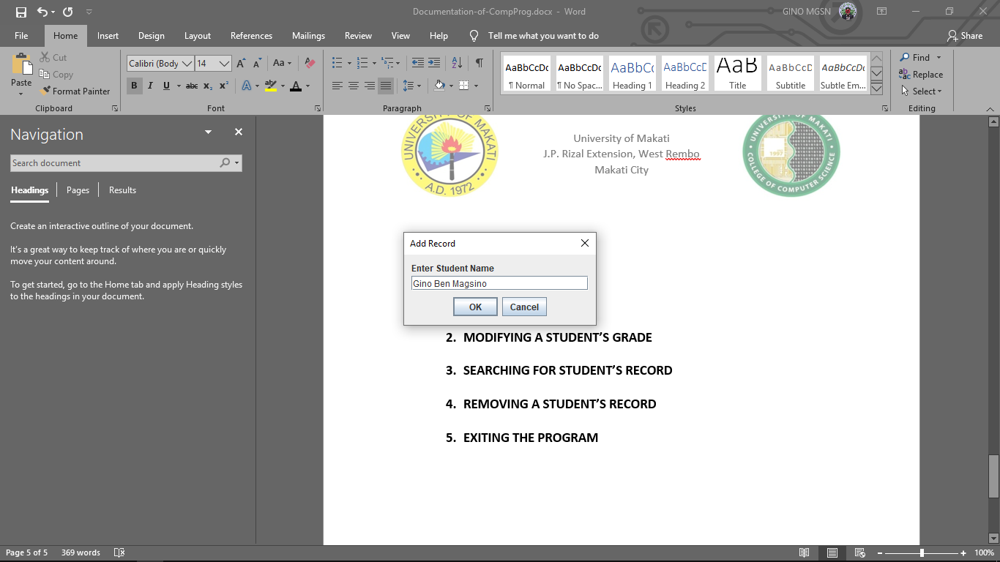 Documentation-of-CompProg.docx - Word
GINO MGSN
File Home Insert Design Layout References Mailings Review View Help Tell me what you want to do Share
Paste
Cut
Copy
Format Painter
Clipboard
Calibri (Body 14
B I U abc X2 X2
Font
Paragraph
AaBbCcDc AaBbCcDc AaBbCc AaBbCcD AaB AaBbCcD AaBbCcDc
¶ Normal ¶ No Spac... Heading 1 Heading 2 Title Subtitle Subtle Em...
Styles
Find
Replace
Select
Editing
Navigation
Search document
Headings Pages Results
Create an interactive outline of your document.
It's a great way to keep track of where you are or quickly
move your content around.
To get started, go to the Home tab and apply Heading styles
to the headings in your document.
UNIVERSITY OF MAKATI
A.D. 1972
University of Makati
J.P. Rizal Extension, West Rembo
Makati City
UNIVERSITY OF MAKATI
COLLEGE OF COMPUTER SCIENCE
Add Record
Enter Student Name
Gino Ben Magsino
OK Cancel
2. MODIFYING A STUDENT’S GRADE
3. SEARCHING FOR STUDENT’S RECORD
4. REMOVING A STUDENT’S RECORD
5. EXITING THE PROGRAM
Page 5 of 5 369 words
100%